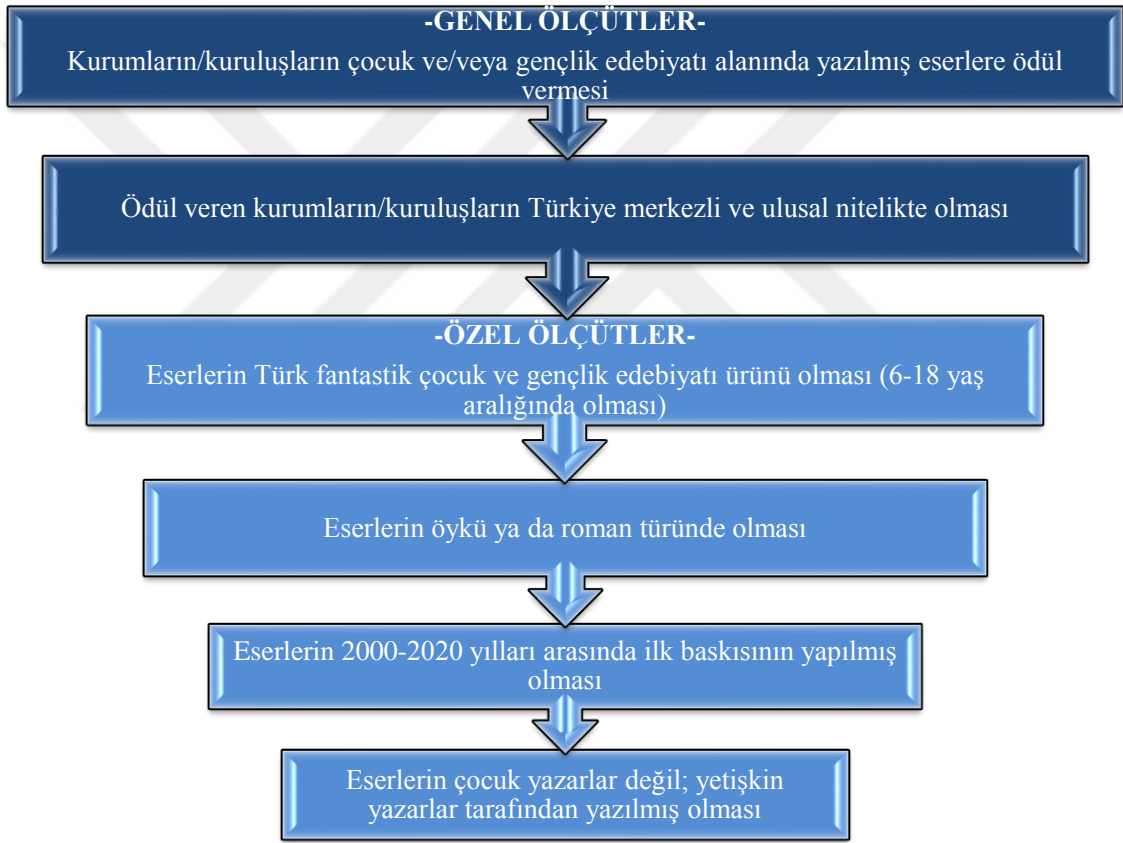 -GENEL ÖLÇÜTLER-
Kurumların/kuruluşların çocuk ve/veya gençlik edebiyatı alanında yazılmış eserlere ödül
vermesi
Ödül veren kurumların/kuruluşların Türkiye merkezli ve ulusal nitelikte olması
-ÖZEL ÖLÇÜTLER-
Eserlerin Türk fantastik çocuk ve gençlik edebiyatı ürünü olması (6-18 yaş
aralığında olması)
Eserlerin öykü ya da roman türünde olması
Eserlerin 2000-2020 yılları arasında ilk baskısının yapılmış
olması
Eserlerin çocuk yazarlar değil; yetişkin
yazarlar tarafından yazılmış olması